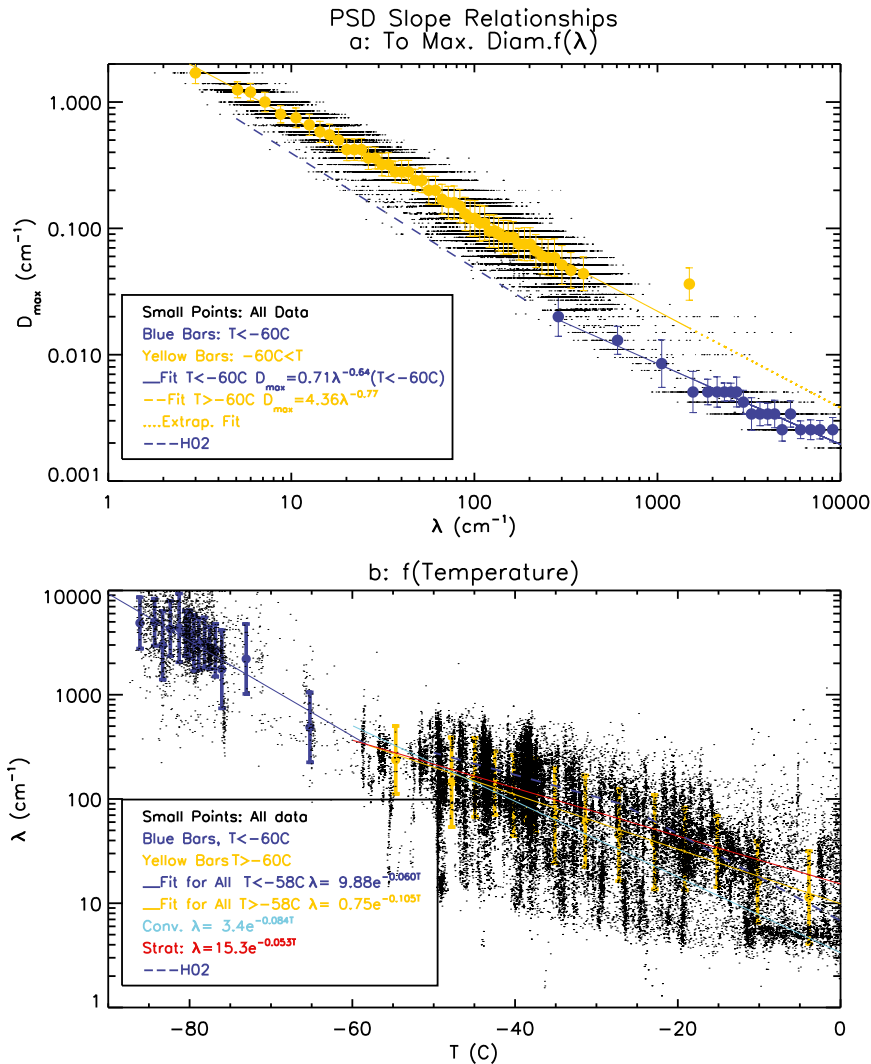 PSD Slope Relationships
a: To Max. Diam.f(λ)
1.000
0.100
0.010
0.001
D_max (cm⁻¹)
Small Points: All Data
Blue Bars: T<−60C
Yellow Bars: −60C<T
—Fit T<−60C D_max=0.71λ^−0.64(T<−60C)
−−Fit T>−60C D_max=4.36λ^−0.77
....Extrap. Fit
−−−H02
1 10 100 1000 10000
λ (cm⁻¹)
b: f(Temperature)
10000
1000
100
10
1
λ (cm⁻¹)
Small Points: All data
Blue Bars, T<−60C
Yellow Bars T>−60C
—Fit for All T<−58C λ= 9.88e^−0.060T
—Fit for All T>−58C λ= 0.75e^−0.105T
Conv. λ= 3.4e^−0.084T
Strat: λ=15.3e^−0.053T
−−−H02
−80 −60 −40 −20 0
T (C)